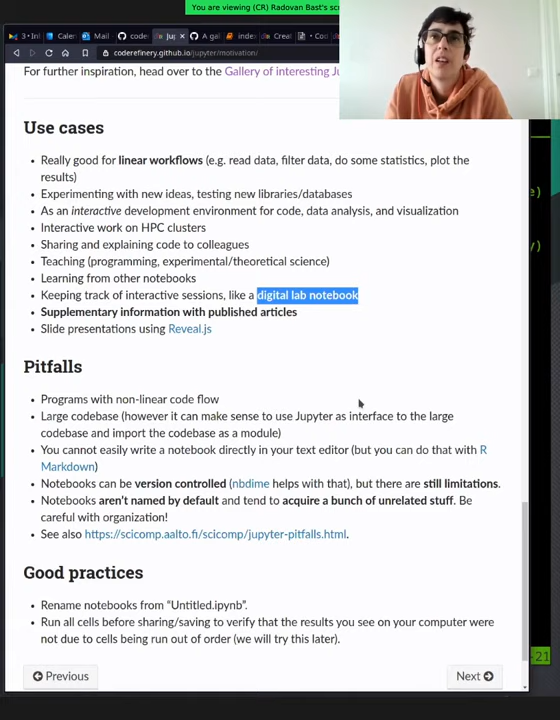 You are viewing (CR) Radovan Bast's scr
coderefinery.github.io/jupyter/motivation/
For further inspiration, head over to the Gallery of interesting Ju
Use cases
Really good for linear workflows (e.g. read data, filter data, do some statistics, plot the
results)
Experimenting with new ideas, testing new libraries/databases
As an interactive development environment for code, data analysis, and visualization
Interactive work on HPC clusters
Sharing and explaining code to colleagues
Teaching (programming, experimental/theoretical science)
Learning from other notebooks
Keeping track of interactive sessions, like a digital lab notebook
Supplementary information with published articles
Slide presentations using Reveal.js
Pitfalls
Programs with non-linear code flow
Large codebase (however it can make sense to use Jupyter as interface to the large
codebase and import the codebase as a module)
You cannot easily write a notebook directly in your text editor (but you can do that with R
Markdown)
Notebooks can be version controlled (nbdime helps with that), but there are still limitations.
Notebooks aren't named by default and tend to acquire a bunch of unrelated stuff. Be
careful with organization!
See also https://scicomp.aalto.fi/scicomp/jupyter-pitfalls.html.
Good practices
Rename notebooks from “Untitled.ipynb”.
Run all cells before sharing/saving to verify that the results you see on your computer were
not due to cells being run out of order (we will try this later).
Previous
Next